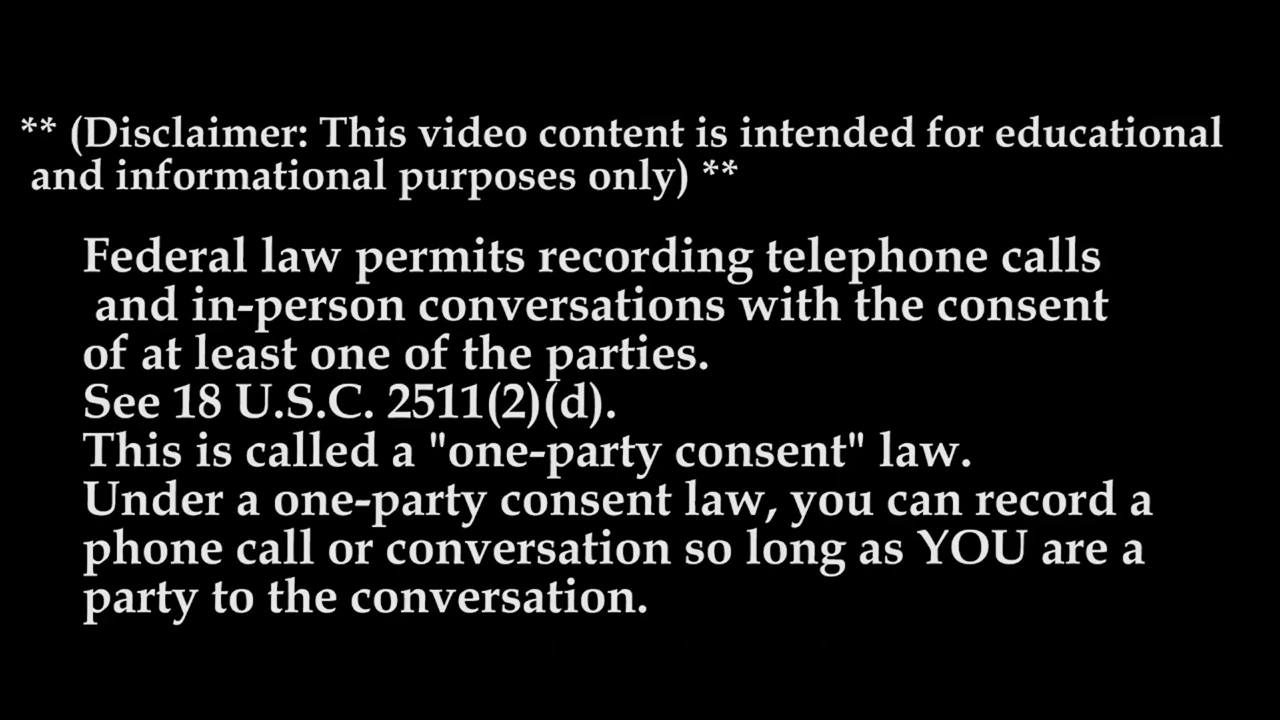 ** (Disclaimer: This video content is intended for educational
and informational purposes only) **
Federal law permits recording telephone calls
and in-person conversations with the consent
of at least one of the parties.
See 18 U.S.C. 2511(2)(d).
This is called a "one-party consent" law.
Under a one-party consent law, you can record a
phone call or conversation so long as YOU are a
party to the conversation.